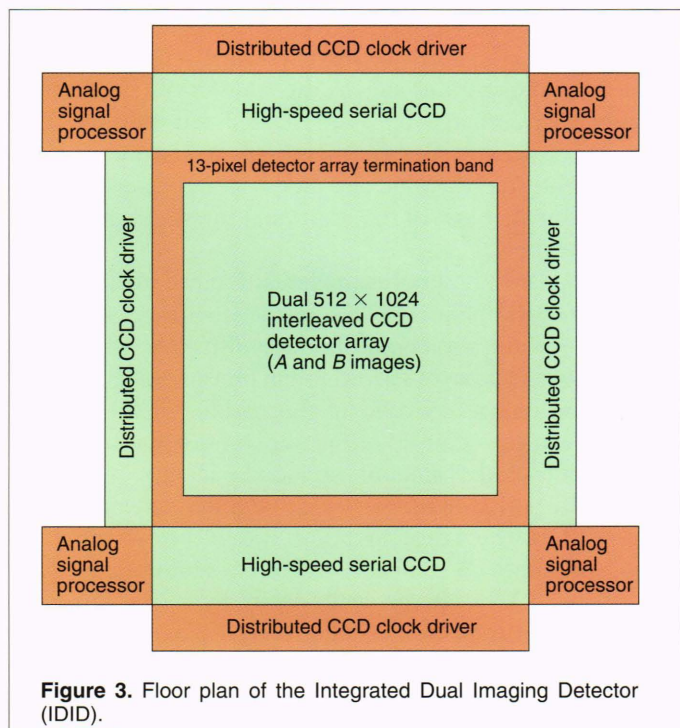 Distributed CCD clock driver
Analog
signal
processor
High-speed serial CCD
Analog
signal
processor
13-pixel detector array termination band
Distributed CCD clock driver
Dual 512 × 1024
interleaved CCD
detector array
(A and B images)
Distributed CCD clock driver
Analog
signal
processor
High-speed serial CCD
Analog
signal
processor
Distributed CCD clock driver
Figure 3. Floor plan of the Integrated Dual Imaging Detector
(IDID).